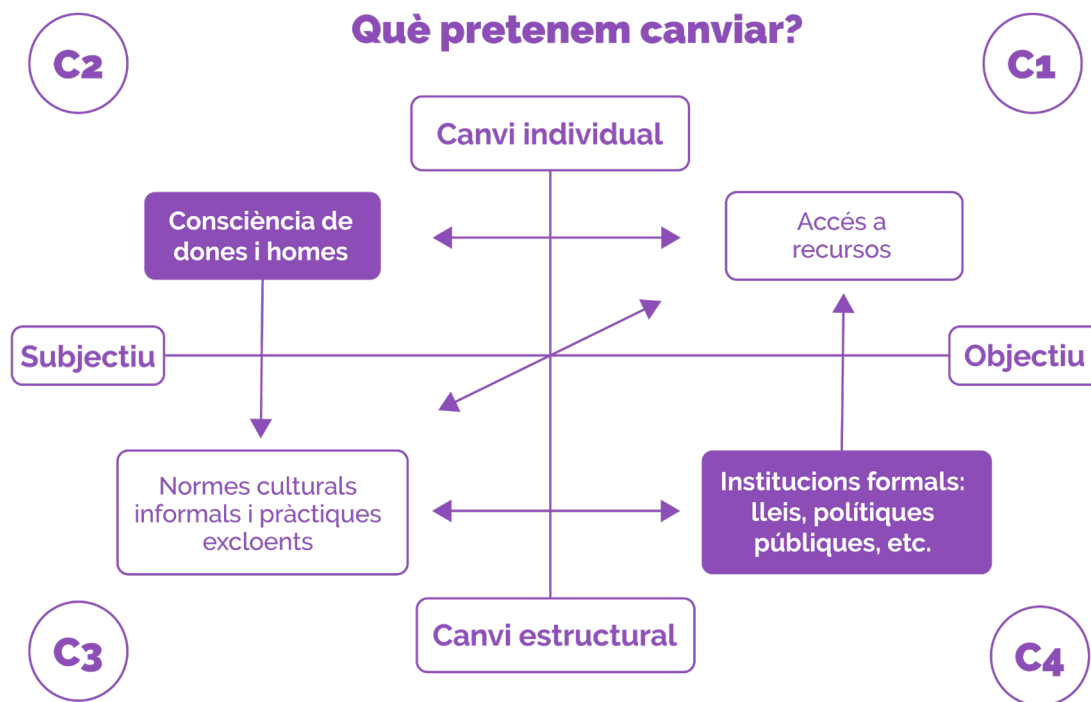 Què pretenem canviar?
C2
C1
Canvi individual
Consciència de
dones i homes
Accés a
recursos
Subjectiu
Objectiu
Normes culturals
informals i pràctiques
excloents
Institucions formals:
lleis, polítiques
públiques, etc.
Canvi estructural
C3
C4